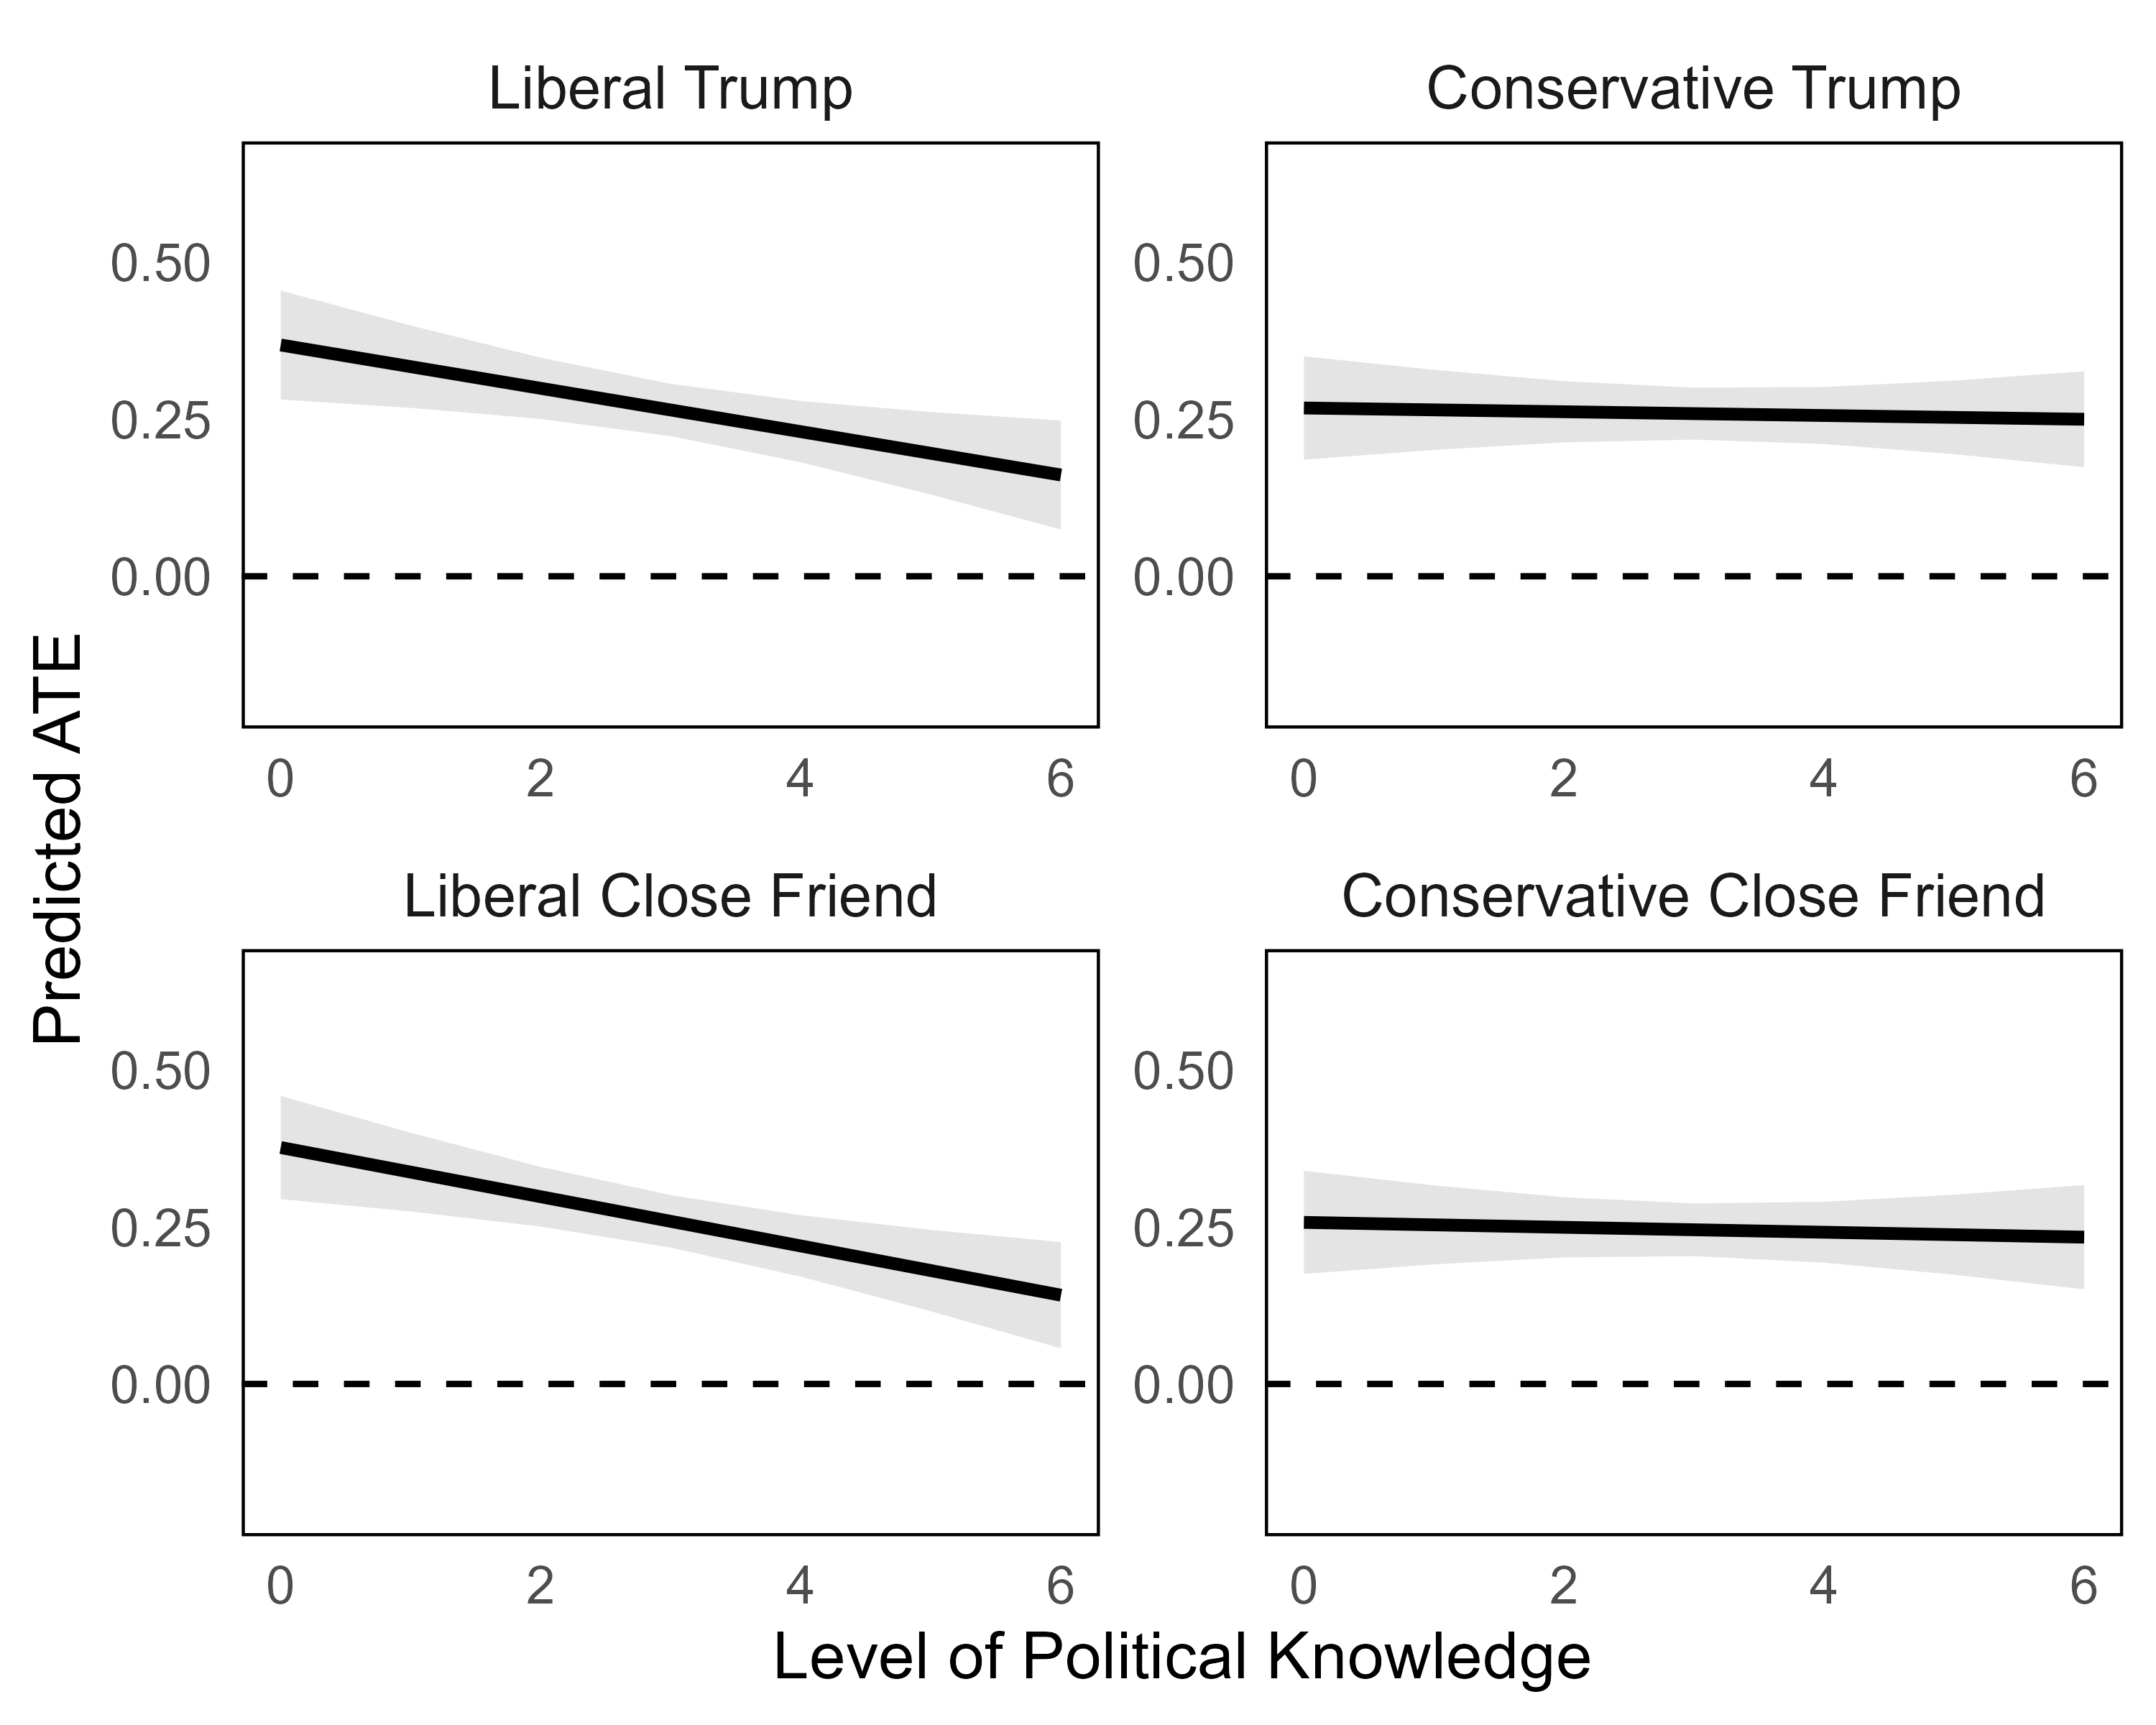 Liberal Trump
Conservative Trump
0.50
0.25
0.00
0.50
0.25
0.00
0 2 4 6
0 2 4 6
Predicted ATE
Liberal Close Friend
Conservative Close Friend
0.50
0.25
0.00
0.50
0.25
0.00
0 2 4 6
0 2 4 6
Level of Political Knowledge